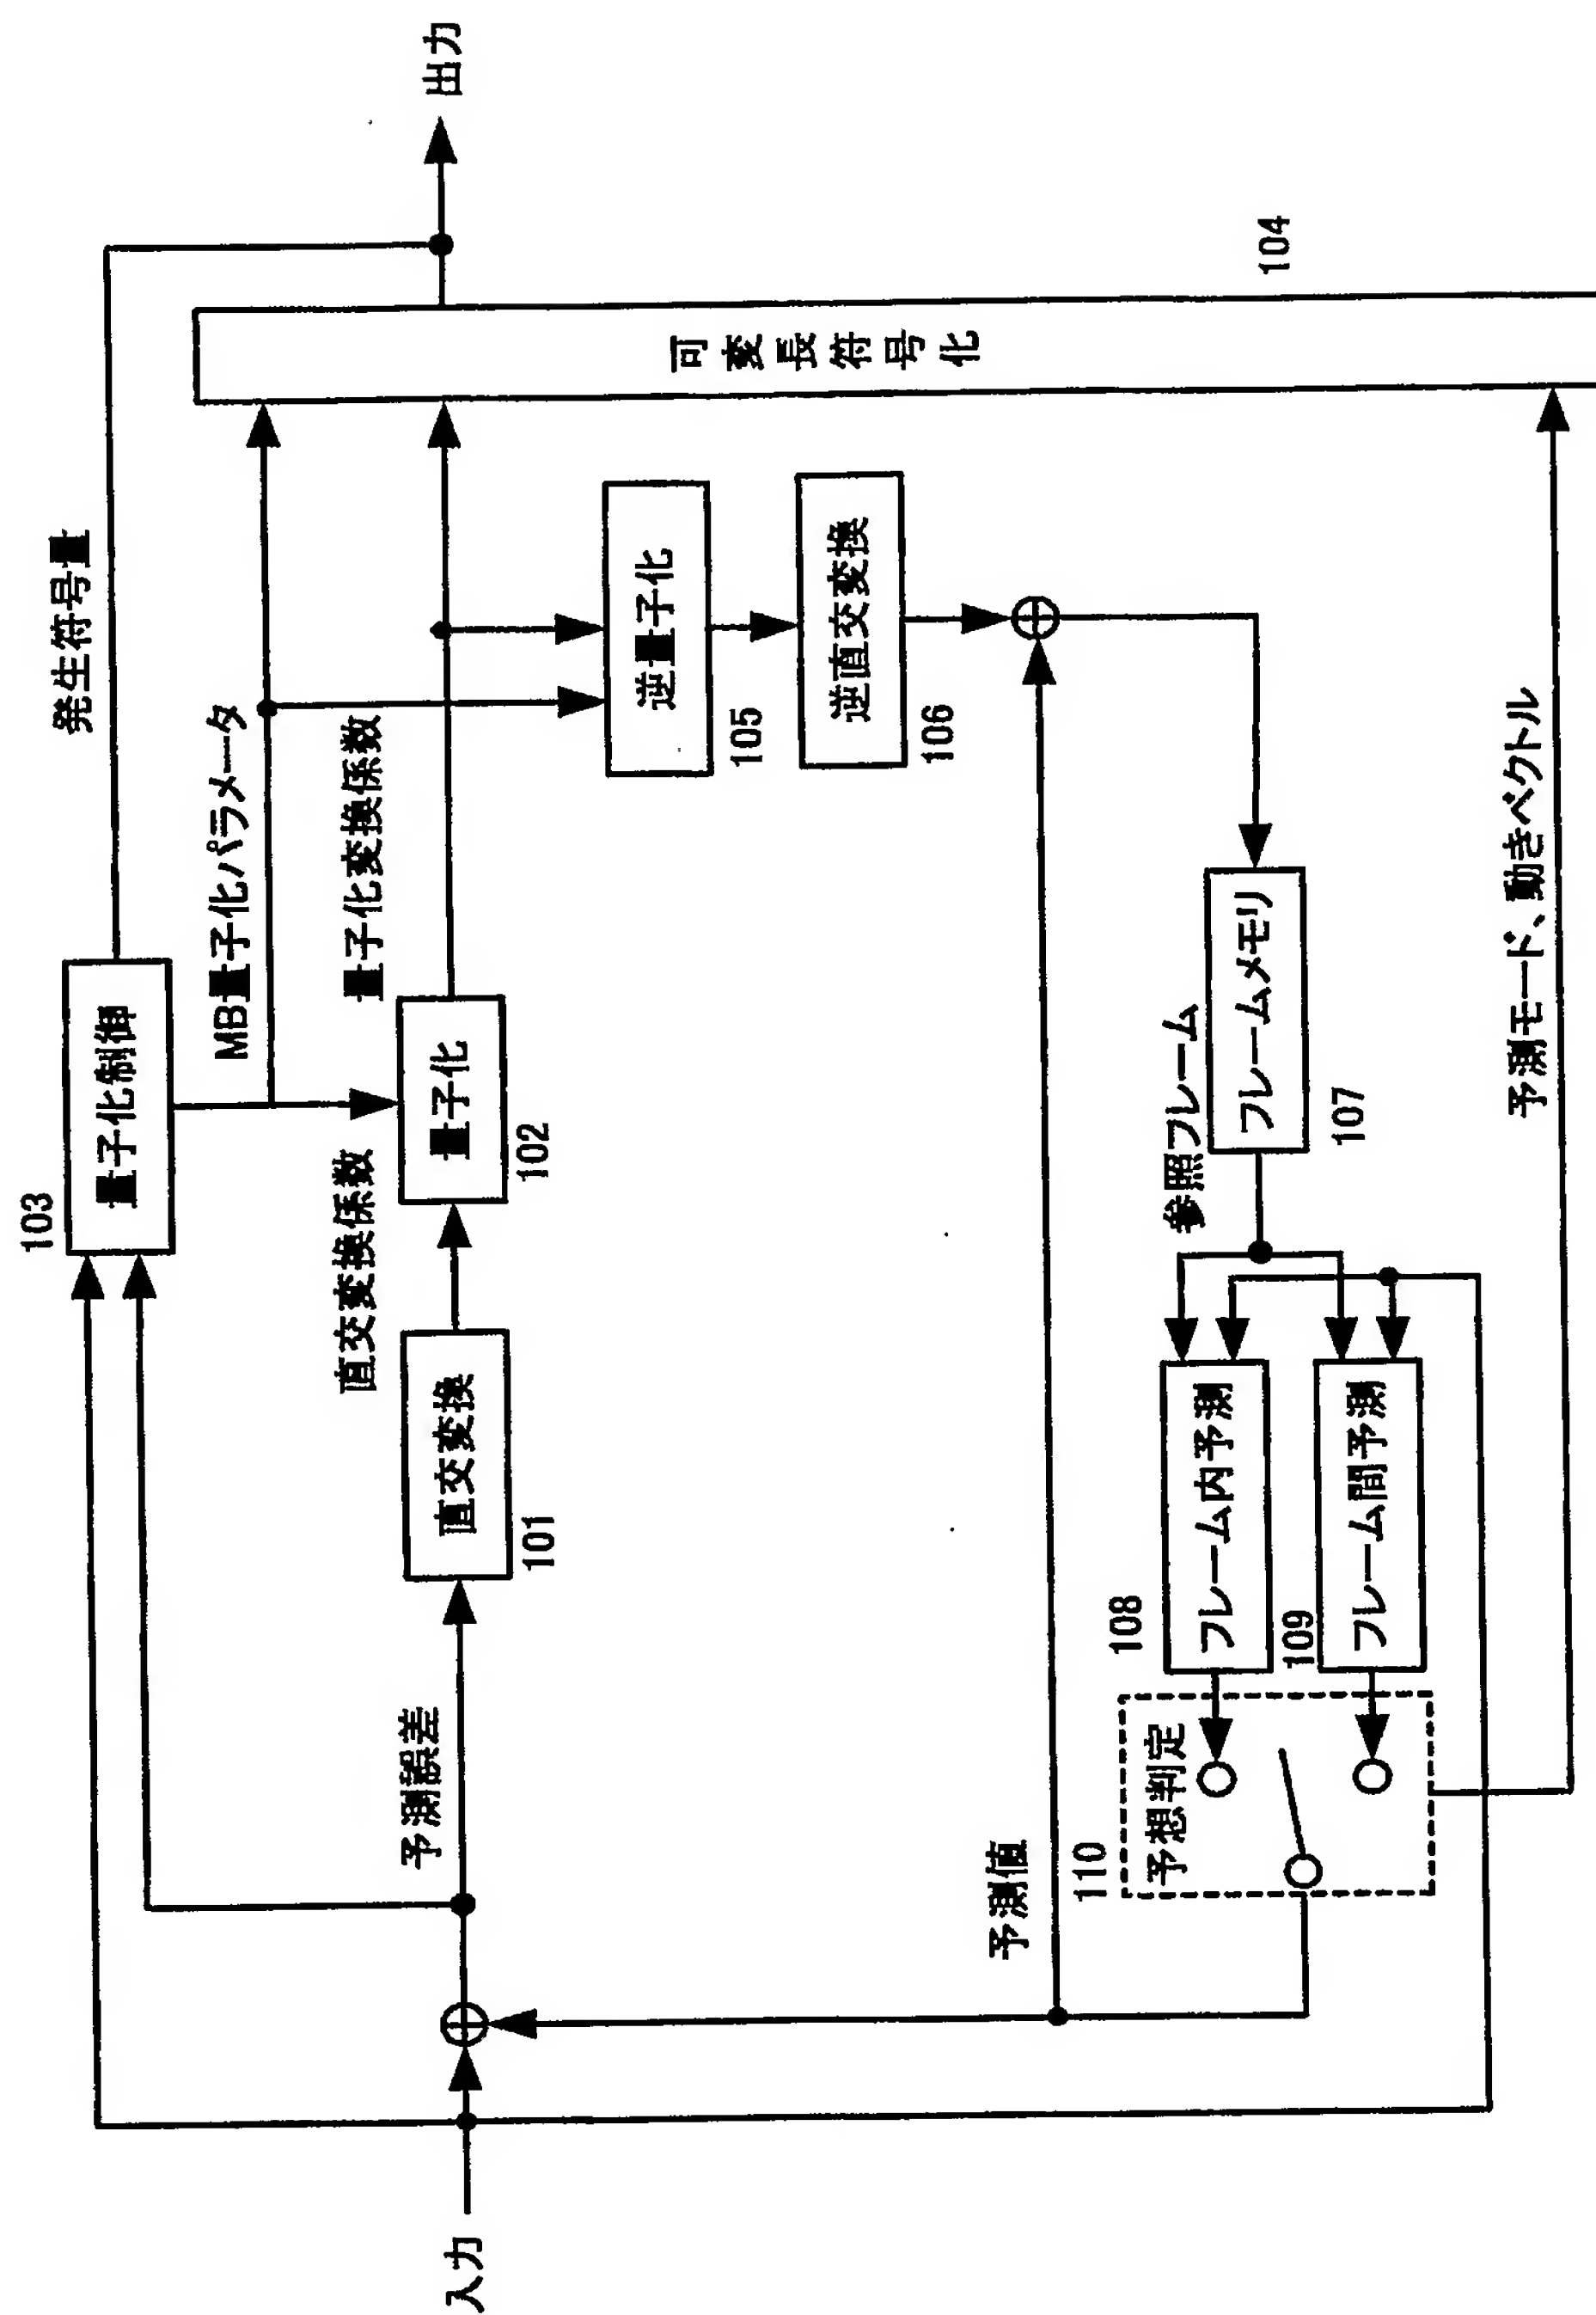 103
量子化制御
発生符号量
MB量子化パラメータ
直交変換係数
量子化変換係数
予測誤差
入力
直交変換
101
量子化
102
出力
逆量子化
105
逆直交変換
106
可変長符号化
104
予測値
110
予想判定
108
フレーム内予測
109
フレーム間予測
参照フレーム
フレームメモリ
107
予測モード、動きベクトル